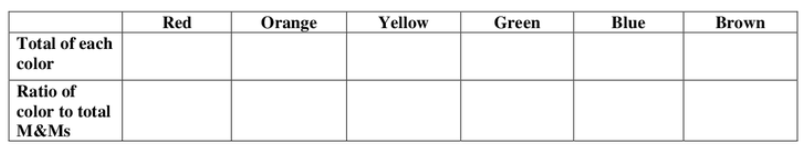 Red Orange Yellow Green Blue Brown
Total of each
color
Ratio of
color to total
M&Ms